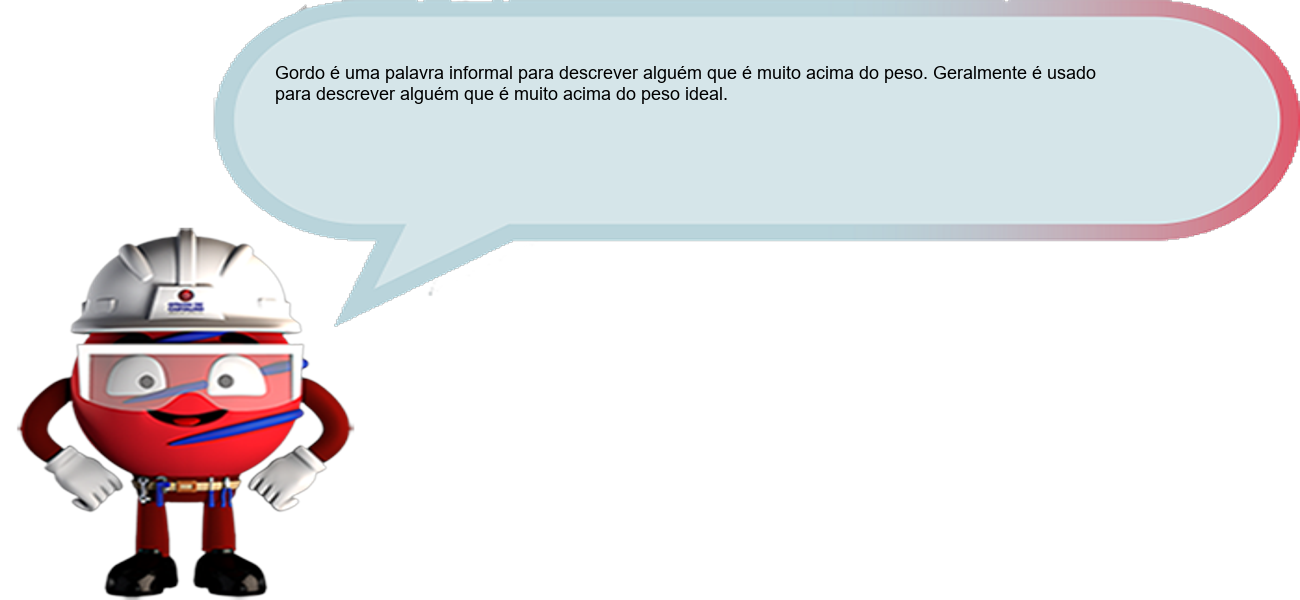 Gordo é uma palavra informal para descrever alguém que é muito acima do peso. Geralmente é usado
para descrever alguém que é muito acima do peso ideal.